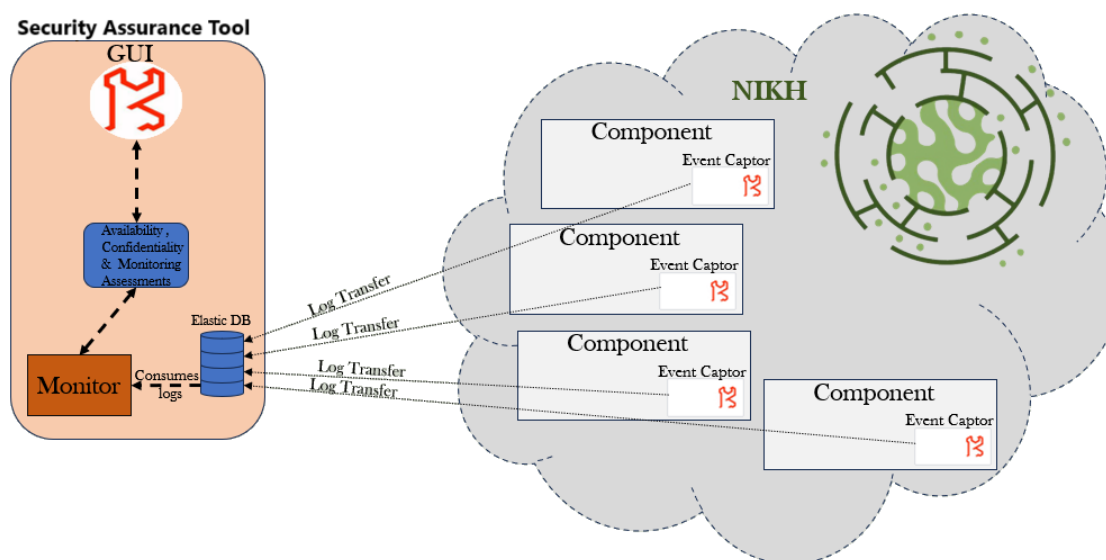 Security Assurance Tool
GUI
Availability ,
Confidentiality
& Monitoring
Assessments
Elastic DB
Monitor
Consumes
logs
Log Transfer
Log Transfer
Log Transfer
Log Transfer
NIKH
Component
Event Captor
Component
Event Captor
Component
Event Captor
Component
Event Captor